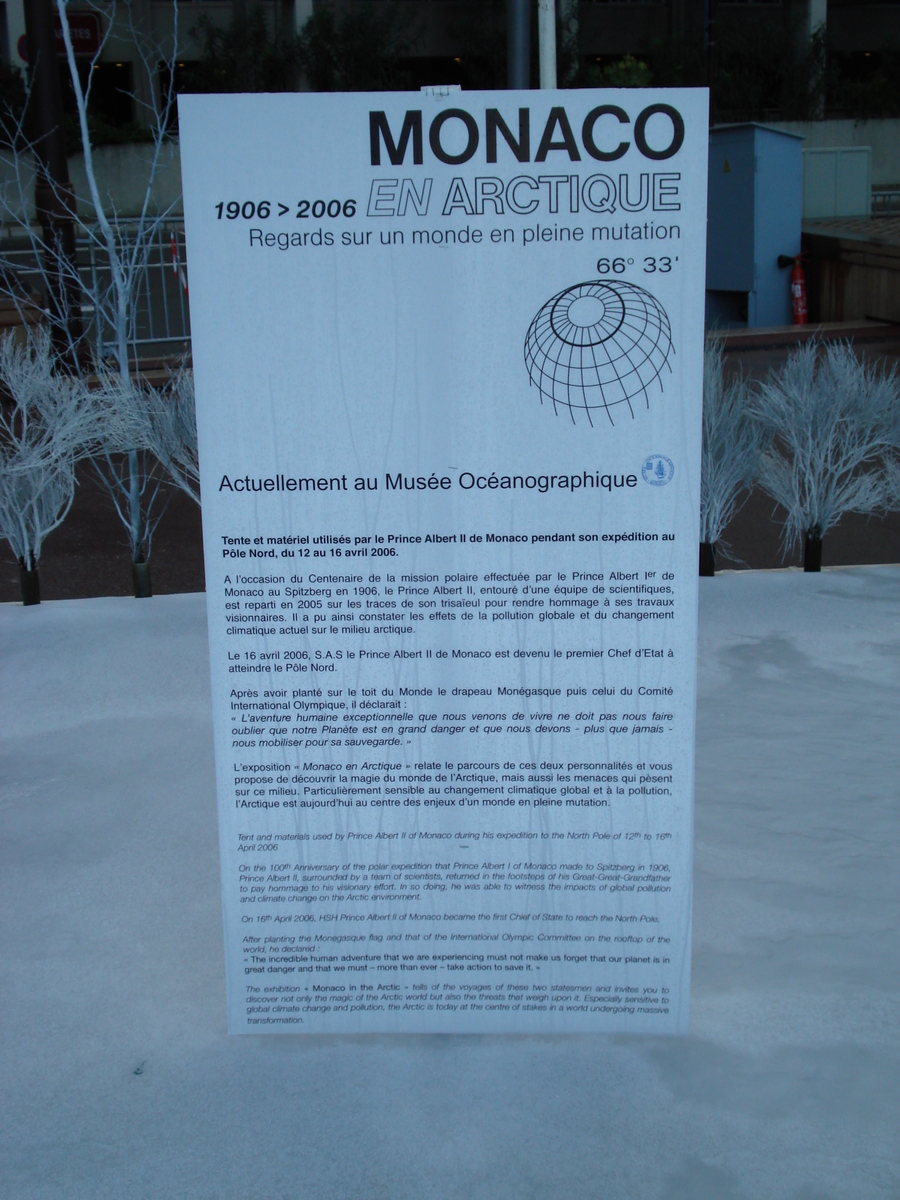 MONACO
1906 > 2006 EN ARCTIQUE
Regards sur un monde en pleine mutation
66° 33'
Actuellement au Musée Océanographique
Tente et matériel utilisés par le Prince Albert II de Monaco pendant son expédition au
Pôle Nord, du 12 au 16 avril 2006.
A l'occasion du Centenaire de la mission polaire effectuée par le Prince Albert Ier de
Monaco au Spitzberg en 1906, le Prince Albert II, entouré d'une équipe de scientifiques,
est reparti en 2005 sur les traces de son trisaïeul pour rendre hommage à ses travaux
visionnaires. Il a pu ainsi constater les effets de la pollution globale et du changement
climatique actuel sur le milieu arctique.
Le 16 avril 2006, S.A.S le Prince Albert II de Monaco est devenu le premier Chef d'Etat à
atteindre le Pôle Nord.
Après avoir planté sur le toit du Monde le drapeau Monégasque puis celui du Comité
International Olympique, il déclarait :
« L'aventure humaine exceptionnelle que nous venons de vivre ne doit pas nous faire
oublier que notre Planète est en grand danger et que nous devons - plus que jamais -
nous mobiliser pour sa sauvegarde. »
L'exposition « Monaco en Arctique » relate le parcours de ces deux personnalités et vous
propose de découvrir la magie du monde de l'Arctique, mais aussi les menaces qui pèsent
sur ce milieu. Particulièrement sensible au changement climatique global et à la pollution,
l'Arctique est aujourd'hui au centre des enjeux d'un monde en pleine mutation.
Tent and materials used by Prince Albert II of Monaco during his expedition to the North Pole of 12th to 16th
April 2006
On the 100th Anniversary of the polar expedition that Prince Albert I of Monaco made to Spitzberg in 1906,
Prince Albert II, surrounded by a team of scientists, returned in the footsteps of his Great-Great-Grandfather
to pay hommage to his visionary effort. In so doing, he was able to witness the impacts of global pollution
and climate change on the Arctic environment.
On 16th April 2006, HSH Prince Albert II of Monaco became the first Chief of State to reach the North Pole.
After planting the Monegasque flag and that of the International Olympic Committee on the rooftop of the
world, he declared :
« The incredible human adventure that we are experiencing must not make us forget that our planet is in
great danger and that we must – more than ever – take action to save it. »
The exhibition « Monaco in the Arctic » tells of the voyages of these two statesmen and invites you to
discover not only the magic of the Arctic world but also the threats that weigh upon it. Especially sensitive to
global climate change and pollution, the Arctic is today at the centre of stakes in a world undergoing massive
transformation.